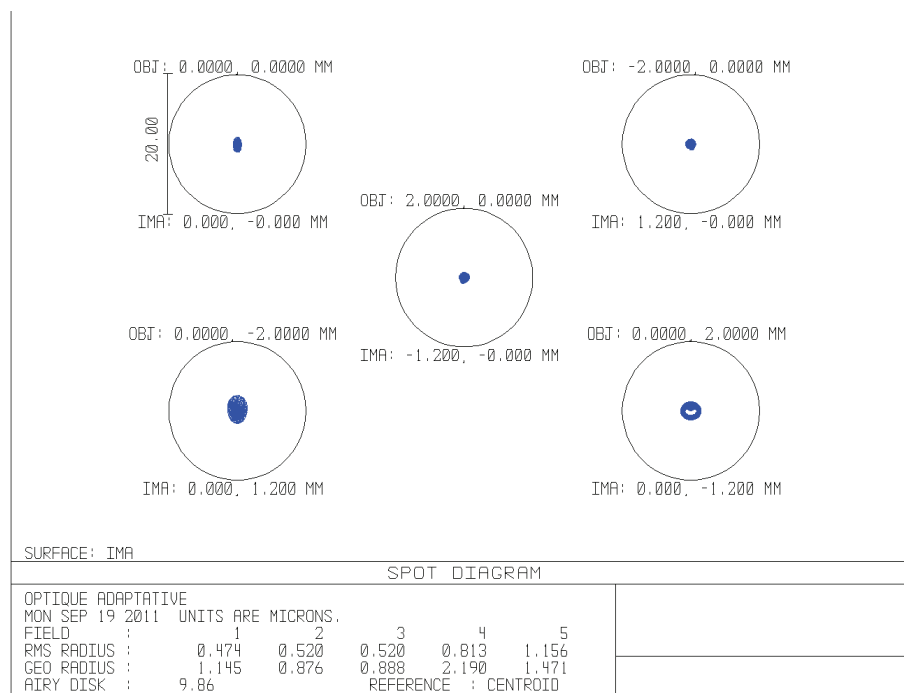 OBJ: 0.0000, 0.0000 MM
20.00
IMA: 0.000, -0.000 MM
OBJ: -2.0000, 0.0000 MM
IMA: 1.200, -0.000 MM
OBJ: 2.0000, 0.0000 MM
IMA: -1.200, -0.000 MM
OBJ: 0.0000, -2.0000 MM
IMA: 0.000, 1.200 MM
OBJ: 0.0000, 2.0000 MM
IMA: 0.000, -1.200 MM
SURFACE: IMA
SPOT DIAGRAM
OPTIQUE ADAPTATIVE
MON SEP 19 2011 UNITS ARE MICRONS.
FIELD : 1 2 3 4 5
RMS RADIUS : 0.474 0.520 0.520 0.813 1.156
GEO RADIUS : 1.145 0.876 0.888 2.190 1.471
AIRY DISK : 9.86 REFERENCE : CENTROID